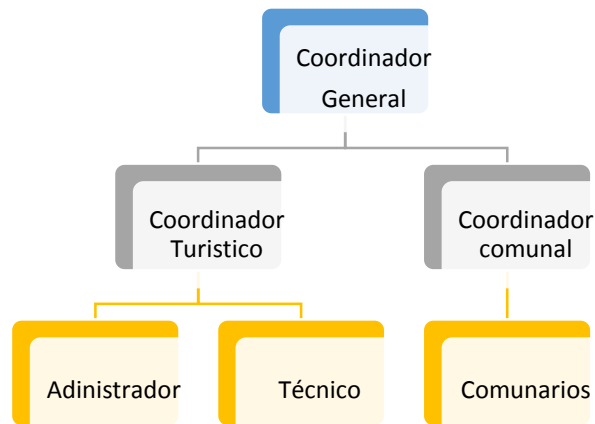 Coordinador
General
Coordinador
Turistico
Coordinador
comunal
Adinistrador
Técnico
Comunarios